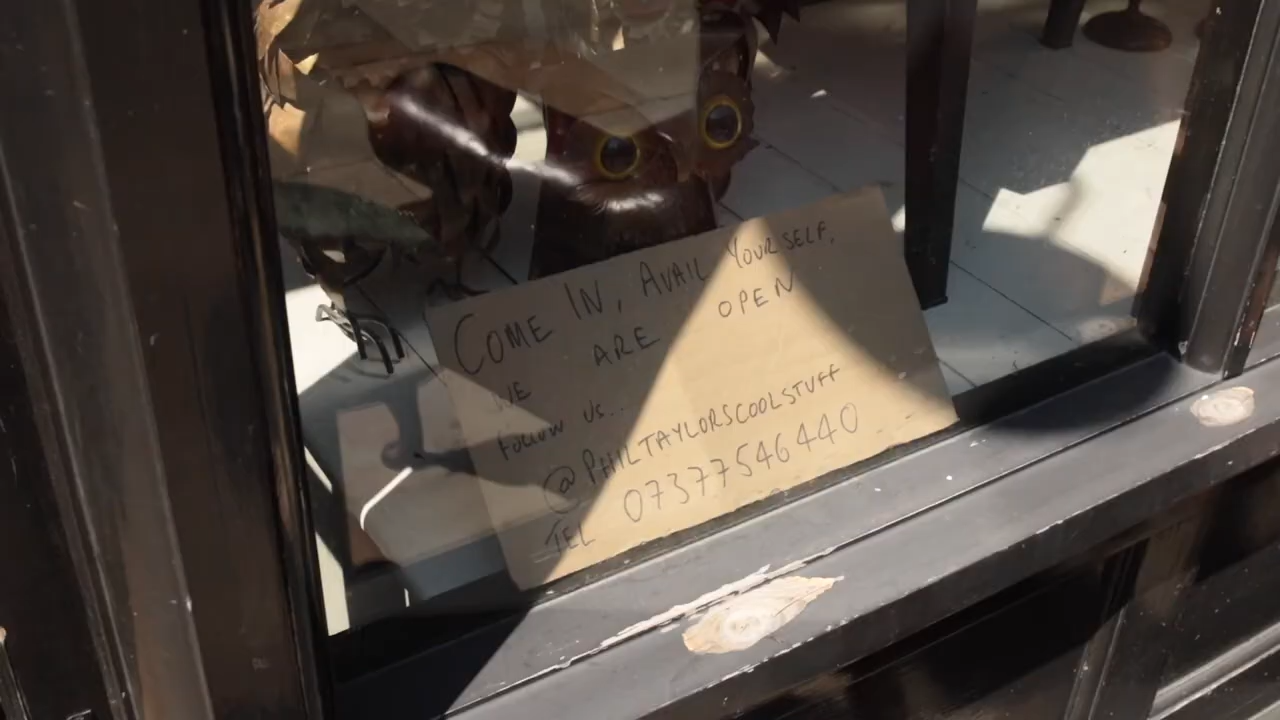 COME IN, AVAIL YOURSELF,
WE ARE OPEN
FOLLOW US..
@PHILTAYLORSCOOLSTUFF
TEL 07377546440